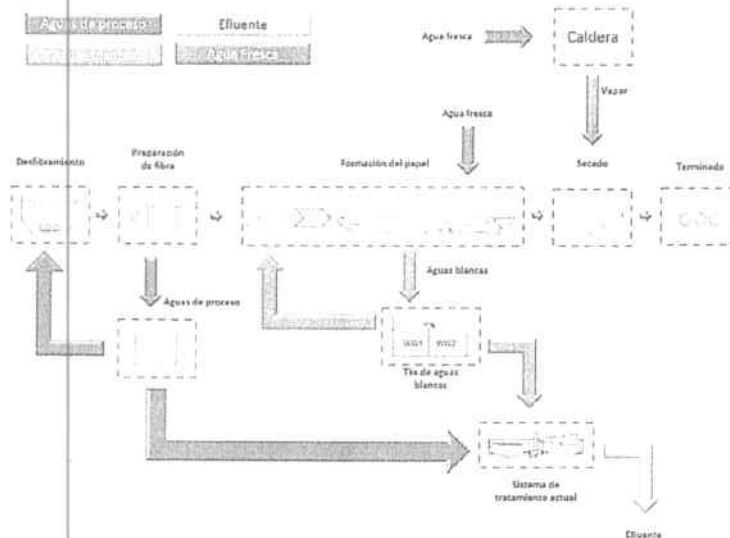 Aguas de proceso
Efluente
Agua fresca
Agua fresca
Caldera
Vapor
Agua fresca
Desfibramiento
Preparación
de fibra
Formación del papel
Secado
Terminado
Aguas blancas
Aguas de proceso
WW1
WW2
Tks de aguas
blancas
Sistema de
tratamiento actual
Efluente